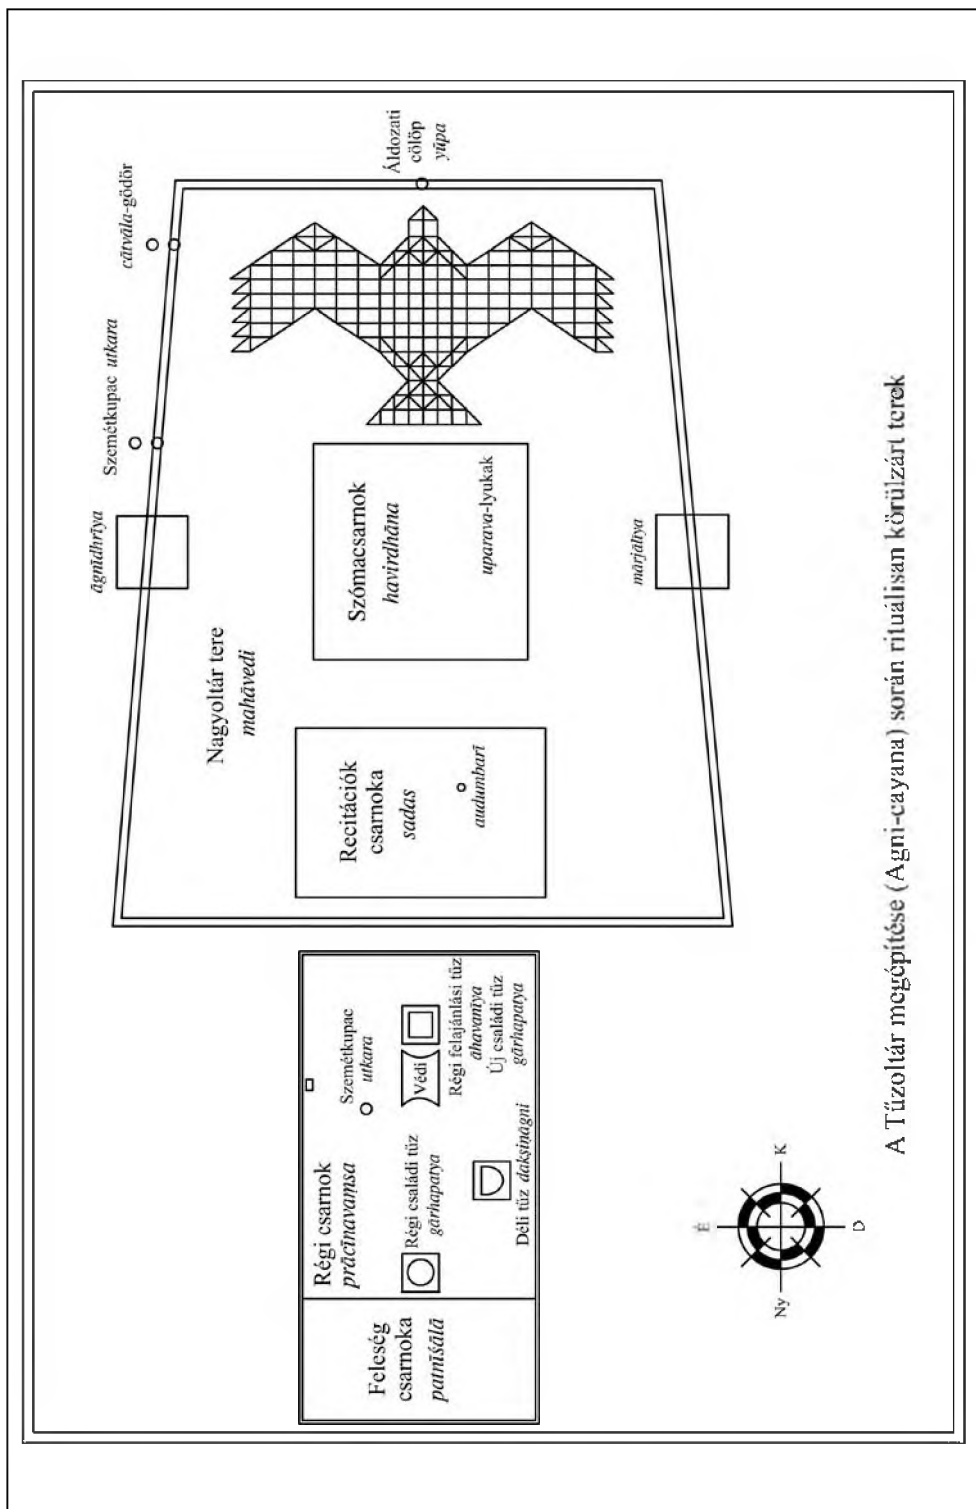 Feleség
csarnoka
patnīśālā
Régi csarnok
prācīnavaṃsa
Szemétkupac
utkara
Régi családi tűz
gārhapatya
Védi
Régi felajánlási tűz
āhavanīya
Új családi tűz
gārhapatya
Déli tűz dakṣiṇāgni
Nagyoltár tere
mahāvedi
Recitációk
csarnoka
sadas
audumbarī
Szómacsarnok
havirdhāna
uparava-lyukak
āgnīdhrīya
mārjālīya
Szemétkupac utkara
cātvāla-gödör
Áldozati
cölöp
yūpa
É
Ny
K
D
A Tűzoltár megépítése (Agni-cayana) során rituálisan körülzárt terek